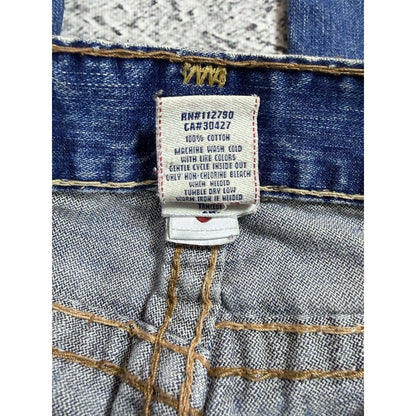 RN#112790
CA#30427
100% COTTON
MACHINE WASH COLD
WITH LIKE COLORS
GENTLE CYCLE INSIDE OUT
ONLY NON-CHLORINE BLEACH
WHEN NEEDED
TUMBLE DRY LOW
WARM IRON IF NEEDED